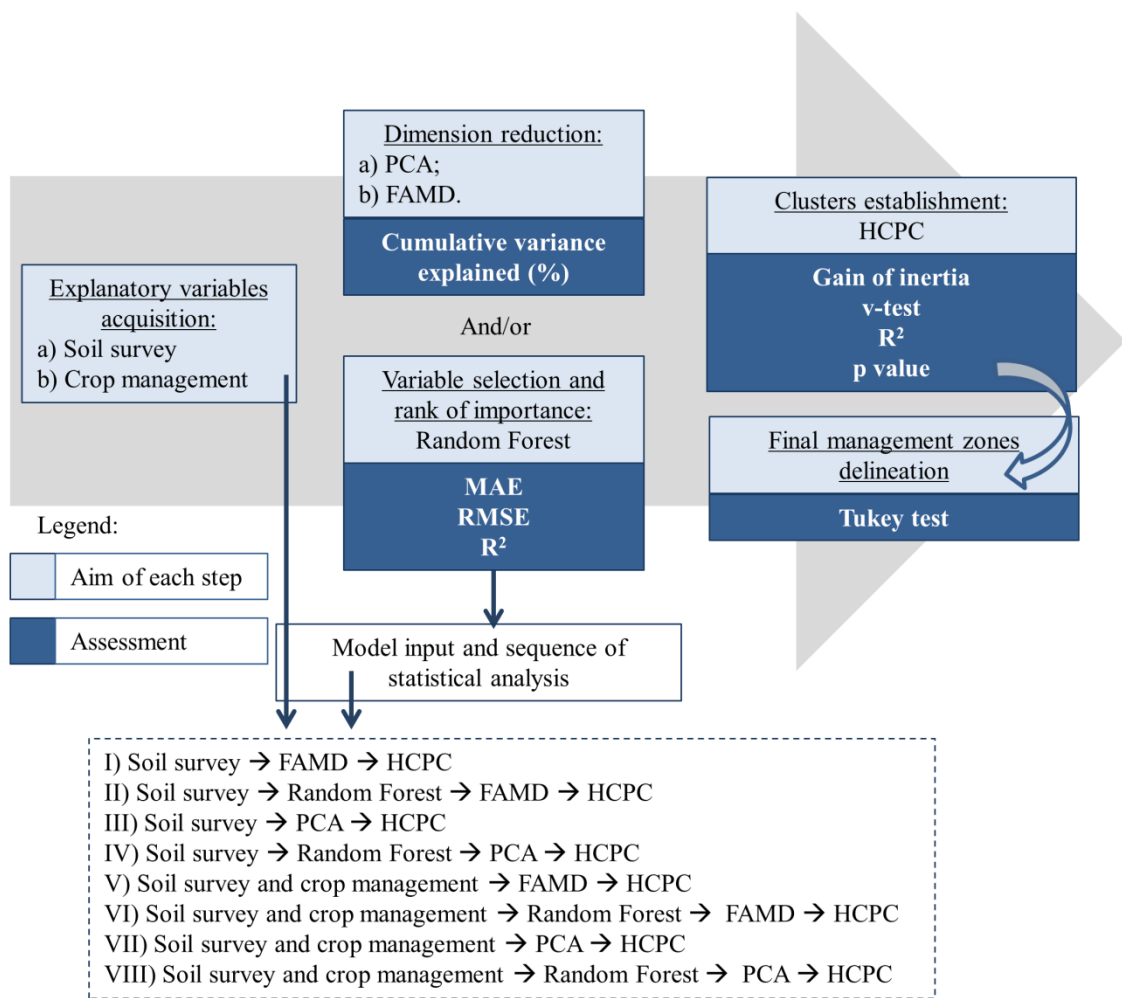 Dimension reduction:
a) PCA;
b) FAMD.
Cumulative variance
explained (%)
Explanatory variables
acquisition:
a) Soil survey
b) Crop management
And/or
Variable selection and
rank of importance:
Random Forest
MAE
RMSE
R²
Clusters establishment:
HCPC
Gain of inertia
v-test
R²
p value
Final management zones
delineation
Tukey test
Legend:
Aim of each step
Assessment
Model input and sequence of
statistical analysis
I) Soil survey → FAMD → HCPC
II) Soil survey → Random Forest → FAMD → HCPC
III) Soil survey → PCA → HCPC
IV) Soil survey → Random Forest → PCA → HCPC
V) Soil survey and crop management → FAMD → HCPC
VI) Soil survey and crop management → Random Forest → FAMD → HCPC
VII) Soil survey and crop management → PCA → HCPC
VIII) Soil survey and crop management → Random Forest → PCA → HCPC